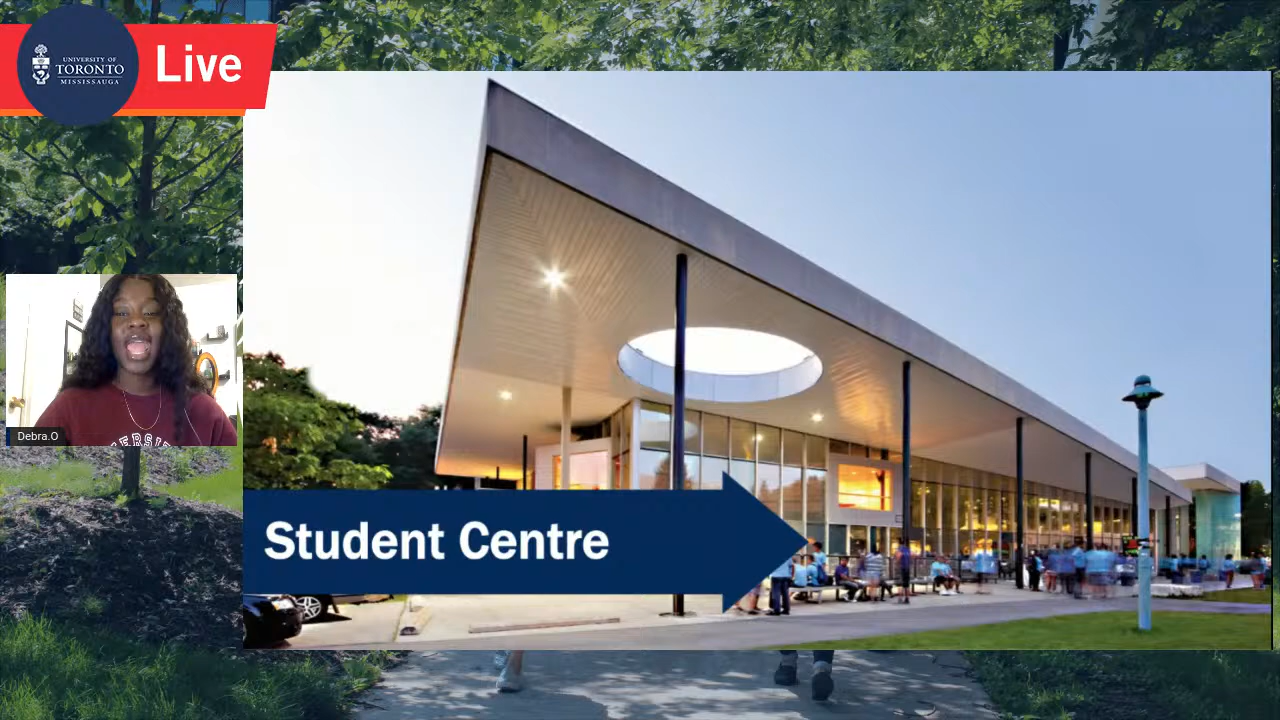 UNIVERSITY OF
TORONTO
MISSISSAUGA
Live
Debra.O
Student Centre